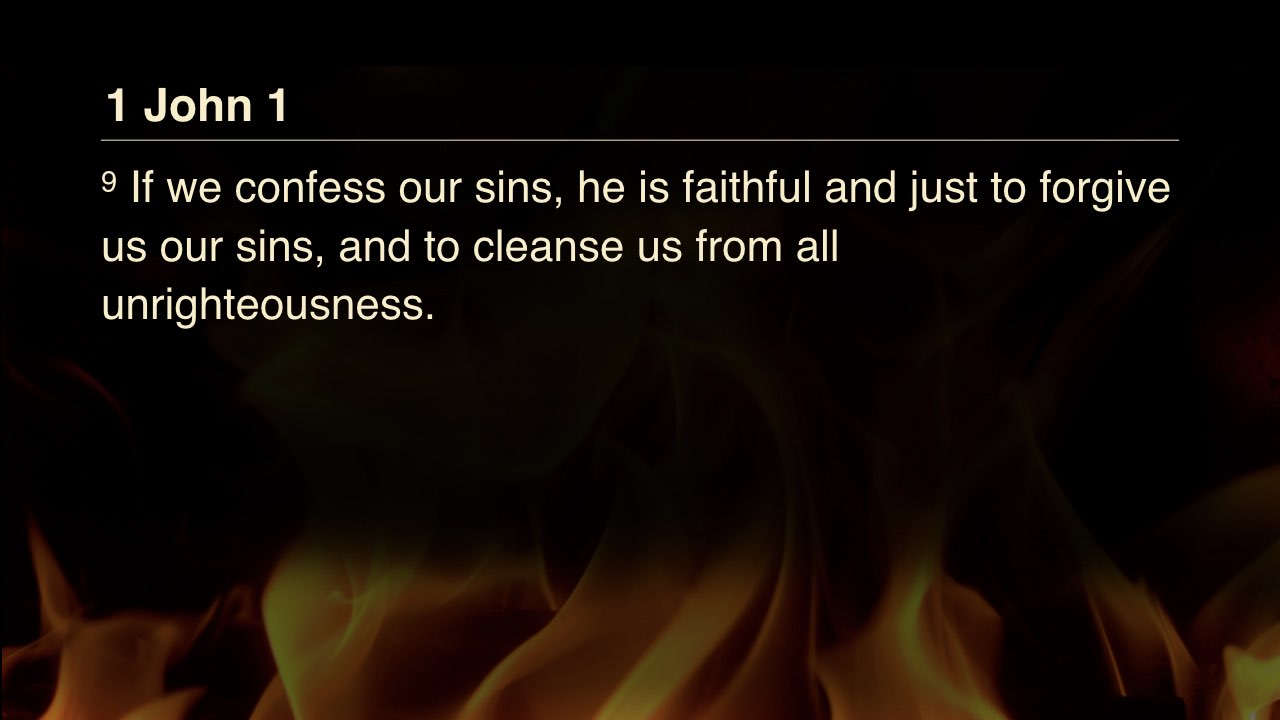 1 John 1
9 If we confess our sins, he is faithful and just to forgive
us our sins, and to cleanse us from all
unrighteousness.